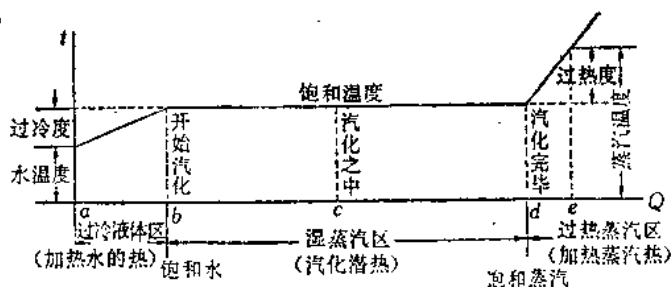 t
过热度
饱和温度
过冷度
开始汽化
汽化之中
汽化完毕
蒸汽温度
水温度
a
b
c
d
e
Q
过冷液体区
湿蒸汽区
过热蒸汽区
(加热水的热)
饱和水
(汽化潜热)
(加热蒸汽热)
饱和蒸汽